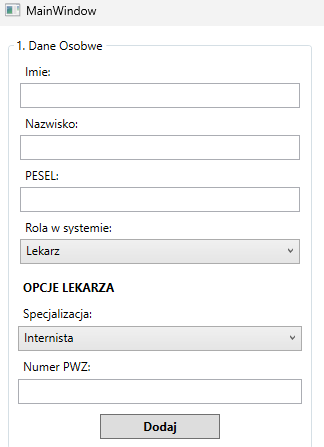 MainWindow
1. Dane Osobwe
Imie:
Nazwisko:
PESEL:
Rola w systemie:
Lekarz
OPCJE LEKARZA
Specjalizacja:
Internista
Numer PWZ:
Dodaj